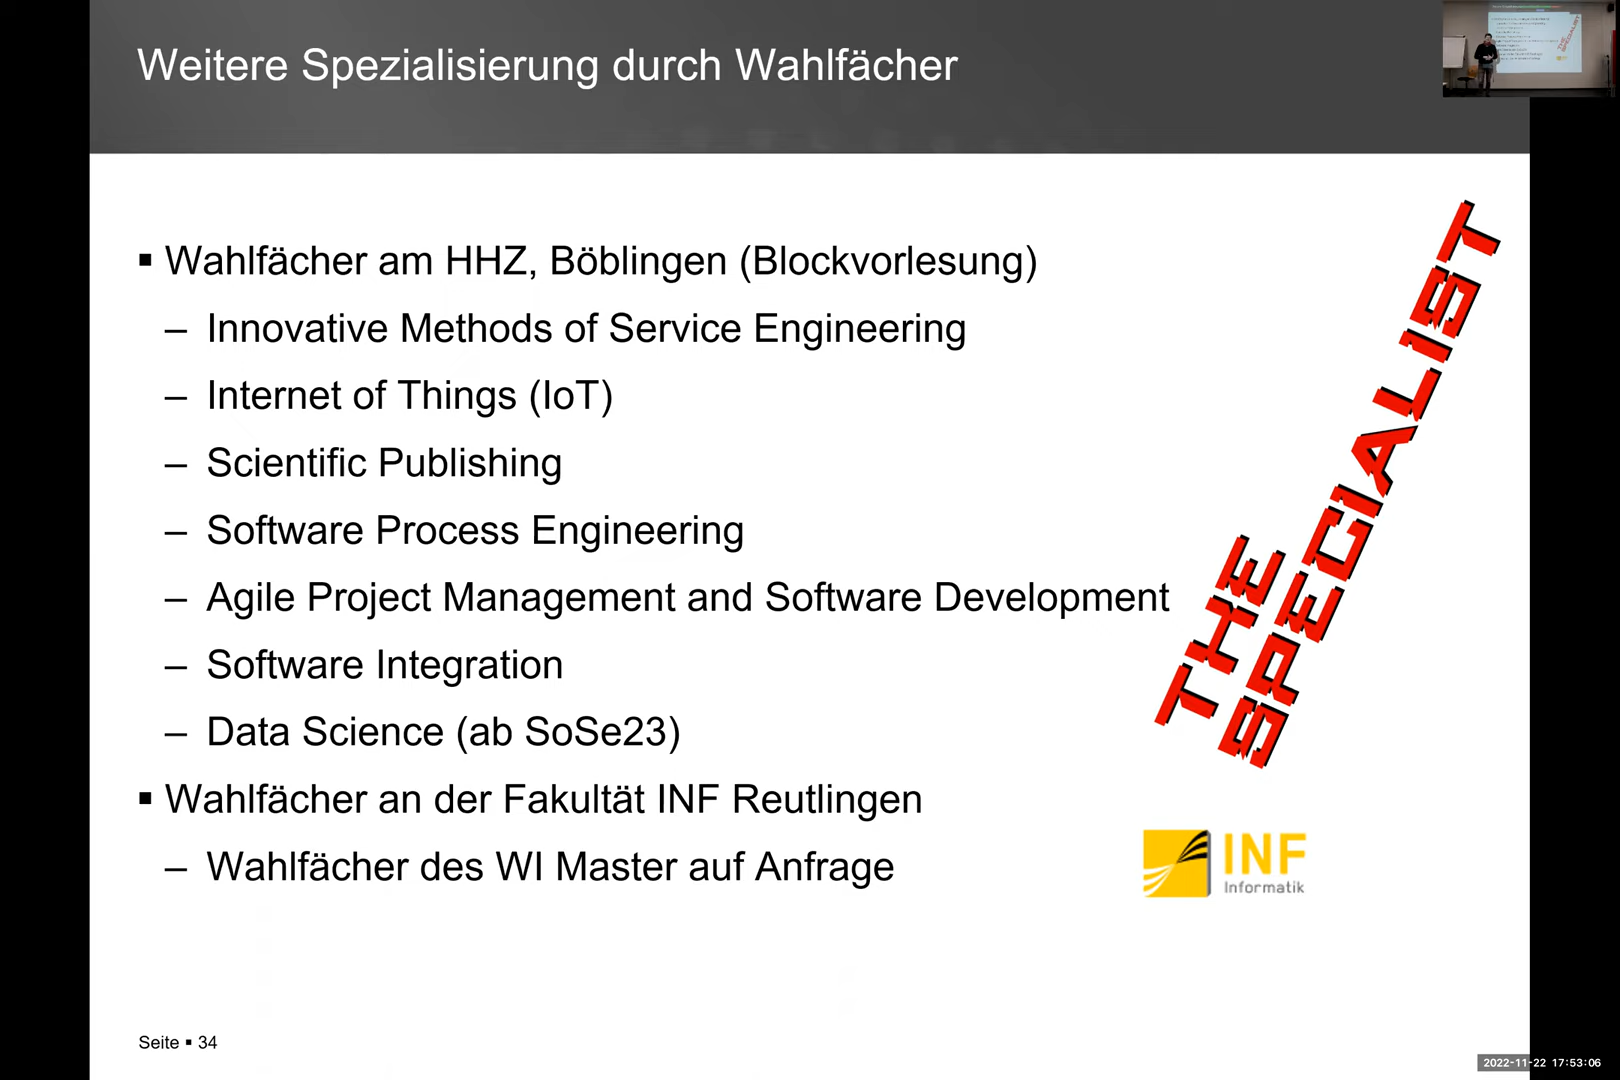 Weitere Spezialisierung durch Wahlfächer
▪ Wahlfächer am HHZ, Böblingen (Blockvorlesung)
– Innovative Methods of Service Engineering
– Internet of Things (IoT)
– Scientific Publishing
– Software Process Engineering
– Agile Project Management and Software Development
– Software Integration
– Data Science (ab SoSe23)
▪ Wahlfächer an der Fakultät INF Reutlingen
– Wahlfächer des WI Master auf Anfrage
THE
SPECIALIST
INF
Informatik
Seite ▪ 34
2022-11-22 17:53:06